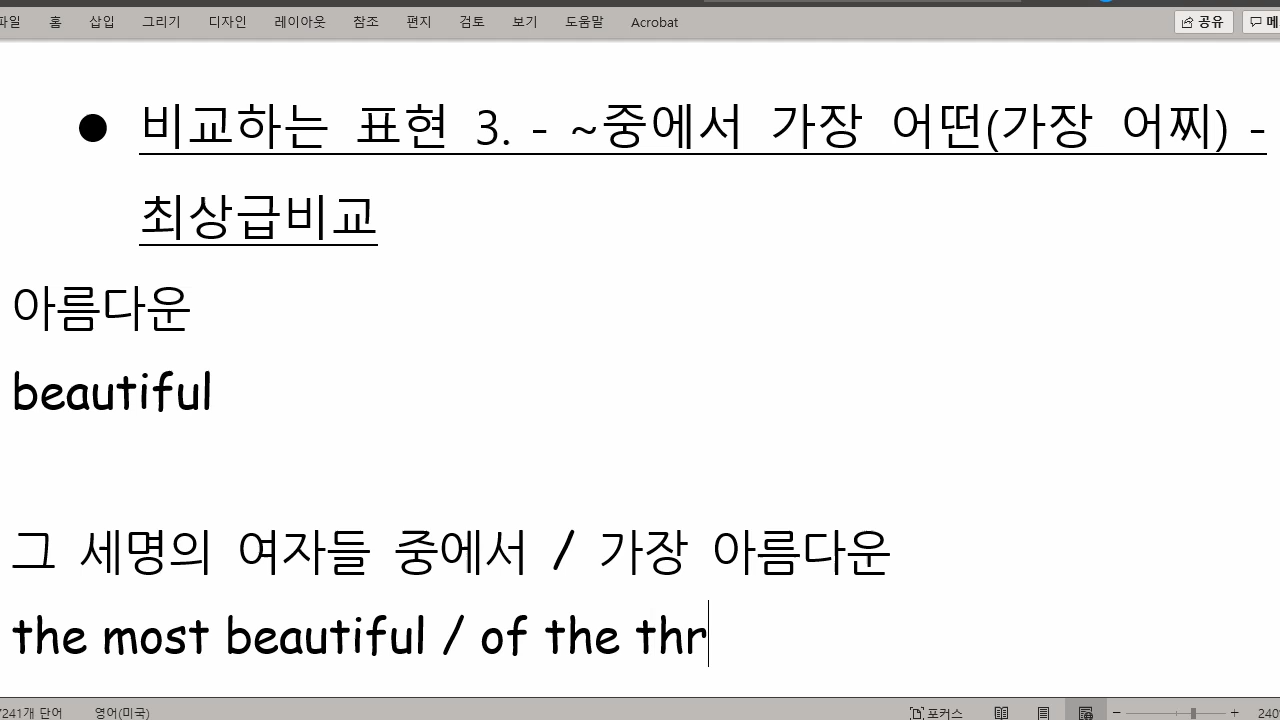 파일 홈 삽입 그리기 디자인 레이아웃 참조 편지 검토 보기 도움말 Acrobat 공유 메
● 비교하는 표현 3. - ~중에서 가장 어떤(가장 어찌) -
최상급비교
아름다운
beautiful
그 세명의 여자들 중에서 / 가장 아름다운
the most beautiful / of the thr
7241개 단어 영어(미국) 포커스 240